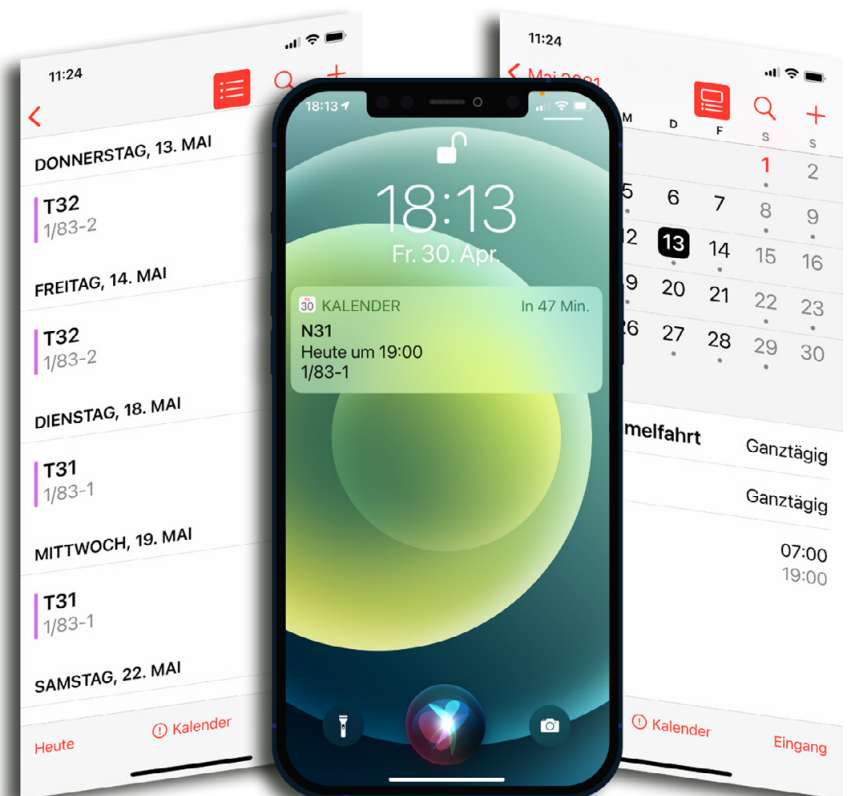 11:24
DONNERSTAG, 13. MAI
T32
1/83-2
FREITAG, 14. MAI
T32
1/83-2
DIENSTAG, 18. MAI
T31
1/83-1
MITTWOCH, 19. MAI
T31
1/83-1
SAMSTAG, 22. MAI
Heute
Kalender
18:13
18:13
Fr. 30. Apr.
30 KALENDER In 47 Min.
N31
Heute um 19:00
1/83-1
11:24
Mai 2021
M D F S S
1 2
5 6 7 8 9
12 13 14 15 16
9 20 21 22 23
26 27 28 29 30
melfahrt Ganztägig
Ganztägig
07:00
19:00
Kalender
Eingang